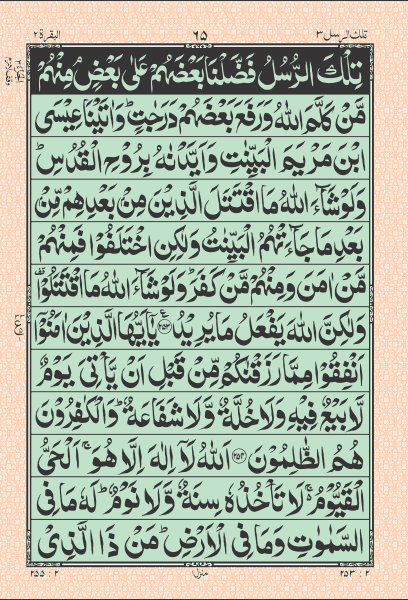 تلك الرسل ٣ ٦٥ البقرة ٢
تِلْكَ الرُّسُلُ فَضَّلْنَا بَعْضَهُمْ عَلٰى بَعْضٍ مِنْهُمْ
مَّنْ كَلَّمَ اللّٰهُ وَرَفَعَ بَعْضَهُمْ دَرَجٰتٍ ؕ وَاٰتَيْنَا عِيْسَى
ابْنَ مَرْيَمَ الْبَيِّنٰتِ وَاَيَّدْنٰهُ بِرُوْحِ الْقُدُسِ ؕ
وَلَوْ شَآءَ اللّٰهُ مَا اقْتَتَلَ الَّذِيْنَ مِنْۢ بَعْدِهِمْ مِّنْۢ
بَعْدِ مَا جَآءَتْهُمُ الْبَيِّنٰتُ وَلٰكِنِ اخْتَلَفُوْا فَمِنْهُمْ
مَّنْ اٰمَنَ وَمِنْهُمْ مَّنْ كَفَرَ ؕ وَلَوْ شَآءَ اللّٰهُ مَا اقْتَتَلُوْا
وَلٰكِنَّ اللّٰهَ يَفْعَلُ مَا يُرِيْدُ ﴿٢٥٣﴾ يٰۤاَيُّهَا الَّذِيْنَ اٰمَنُوْۤا
اَنْفِقُوْا مِمَّا رَزَقْنٰكُمْ مِّنْ قَبْلِ اَنْ يَّاْتِيَ يَوْمٌ
لَّا بَيْعٌ فِيْهِ وَلَا خُلَّةٌ وَّلَا شَفَاعَةٌ ؕ وَالْكٰفِرُوْنَ
هُمُ الظّٰلِمُوْنَ ﴿٢٥٤﴾ اَللّٰهُ لَاۤ اِلٰهَ اِلَّا هُوَ ۚ اَلْحَيُّ
الْقَيُّوْمُ ۚ لَا تَاْخُذُهٗ سِنَةٌ وَّلَا نَوْمٌ ؕ لَهٗ مَا فِى
السَّمٰوٰتِ وَمَا فِى الْاَرْضِ ؕ مَنْ ذَا الَّذِيْ
٢ : ٢٥٣ منزل ٢ : ٢٥٥